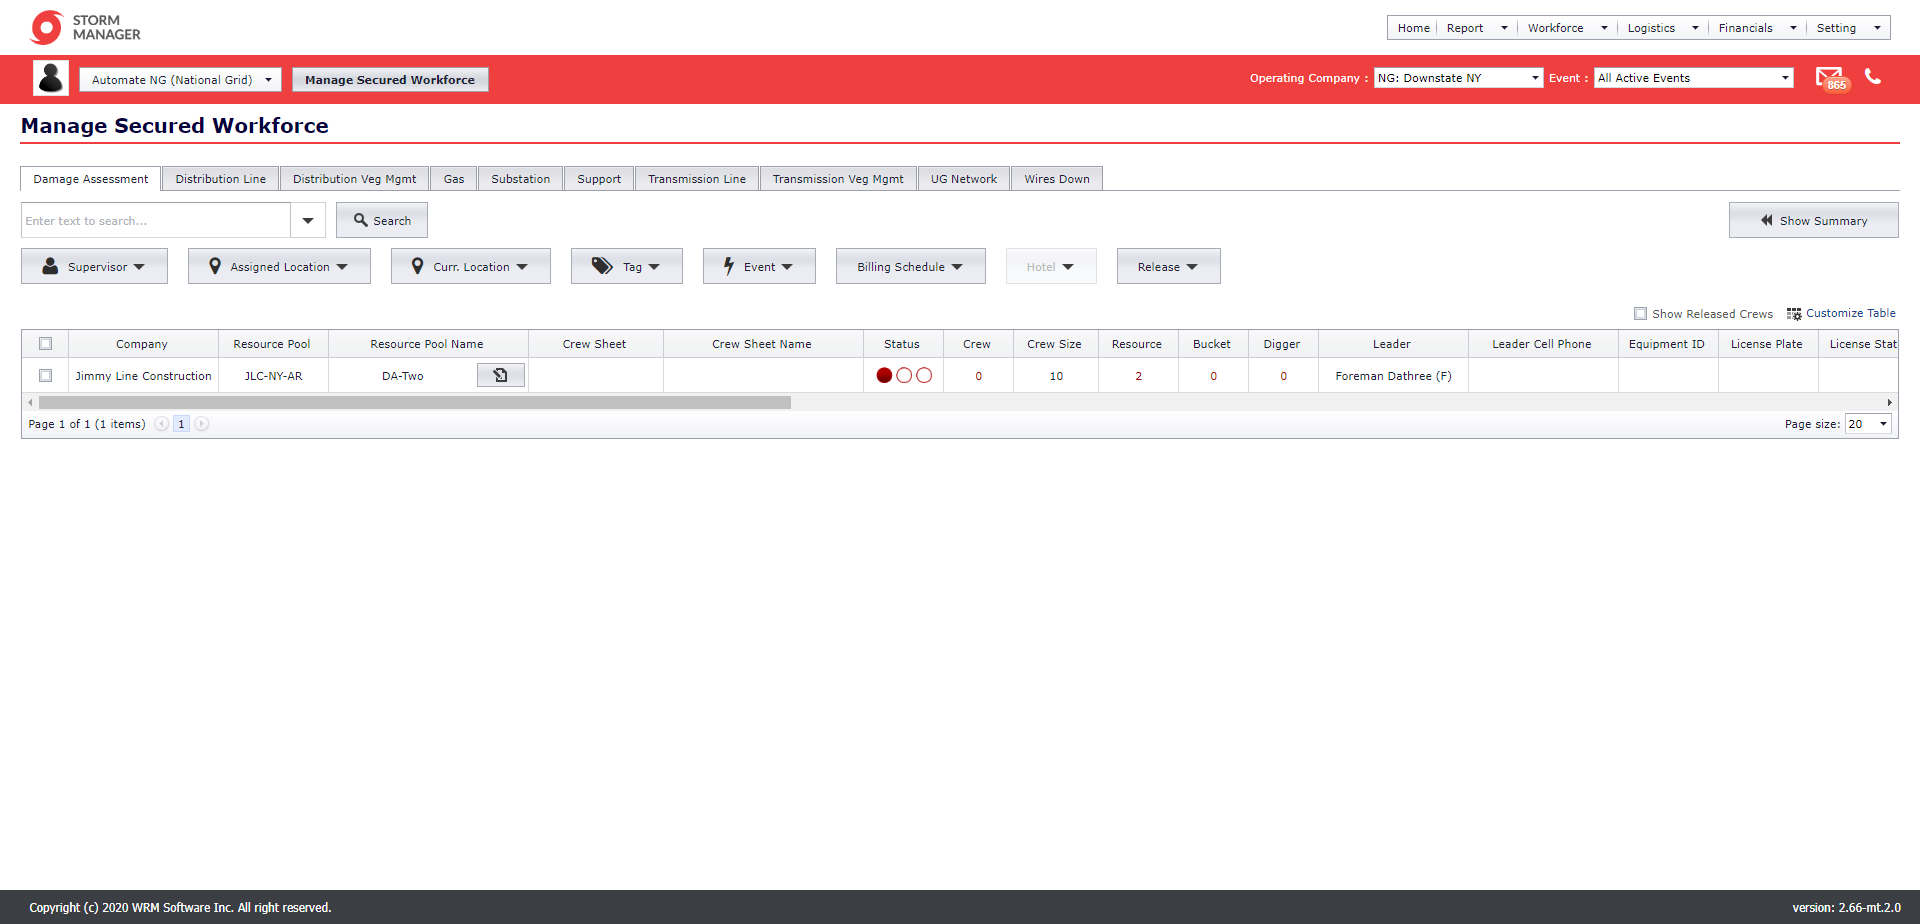 STORM
MANAGER
Home Report Workforce Logistics Financials Setting
Automate NG (National Grid) Manage Secured Workforce Operating Company : NG: Downstate NY Event : All Active Events 865
Manage Secured Workforce
Damage Assessment Distribution Line Distribution Veg Mgmt Gas Substation Support Transmission Line Transmission Veg Mgmt UG Network Wires Down
Enter text to search... Search Show Summary
Supervisor Assigned Location Curr. Location Tag Event Billing Schedule Hotel Release
Show Released Crews Customize Table
Company Resource Pool Resource Pool Name Crew Sheet Crew Sheet Name Status Crew Crew Size Resource Bucket Digger Leader Leader Cell Phone Equipment ID License Plate License Stat
Jimmy Line Construction JLC-NY-AR DA-Two 0 10 2 0 0 Foreman Dathree (F)
Page 1 of 1 (1 items) 1 Page size: 20
Copyright (c) 2020 WRM Software Inc. All right reserved. version: 2.66-mt.2.0